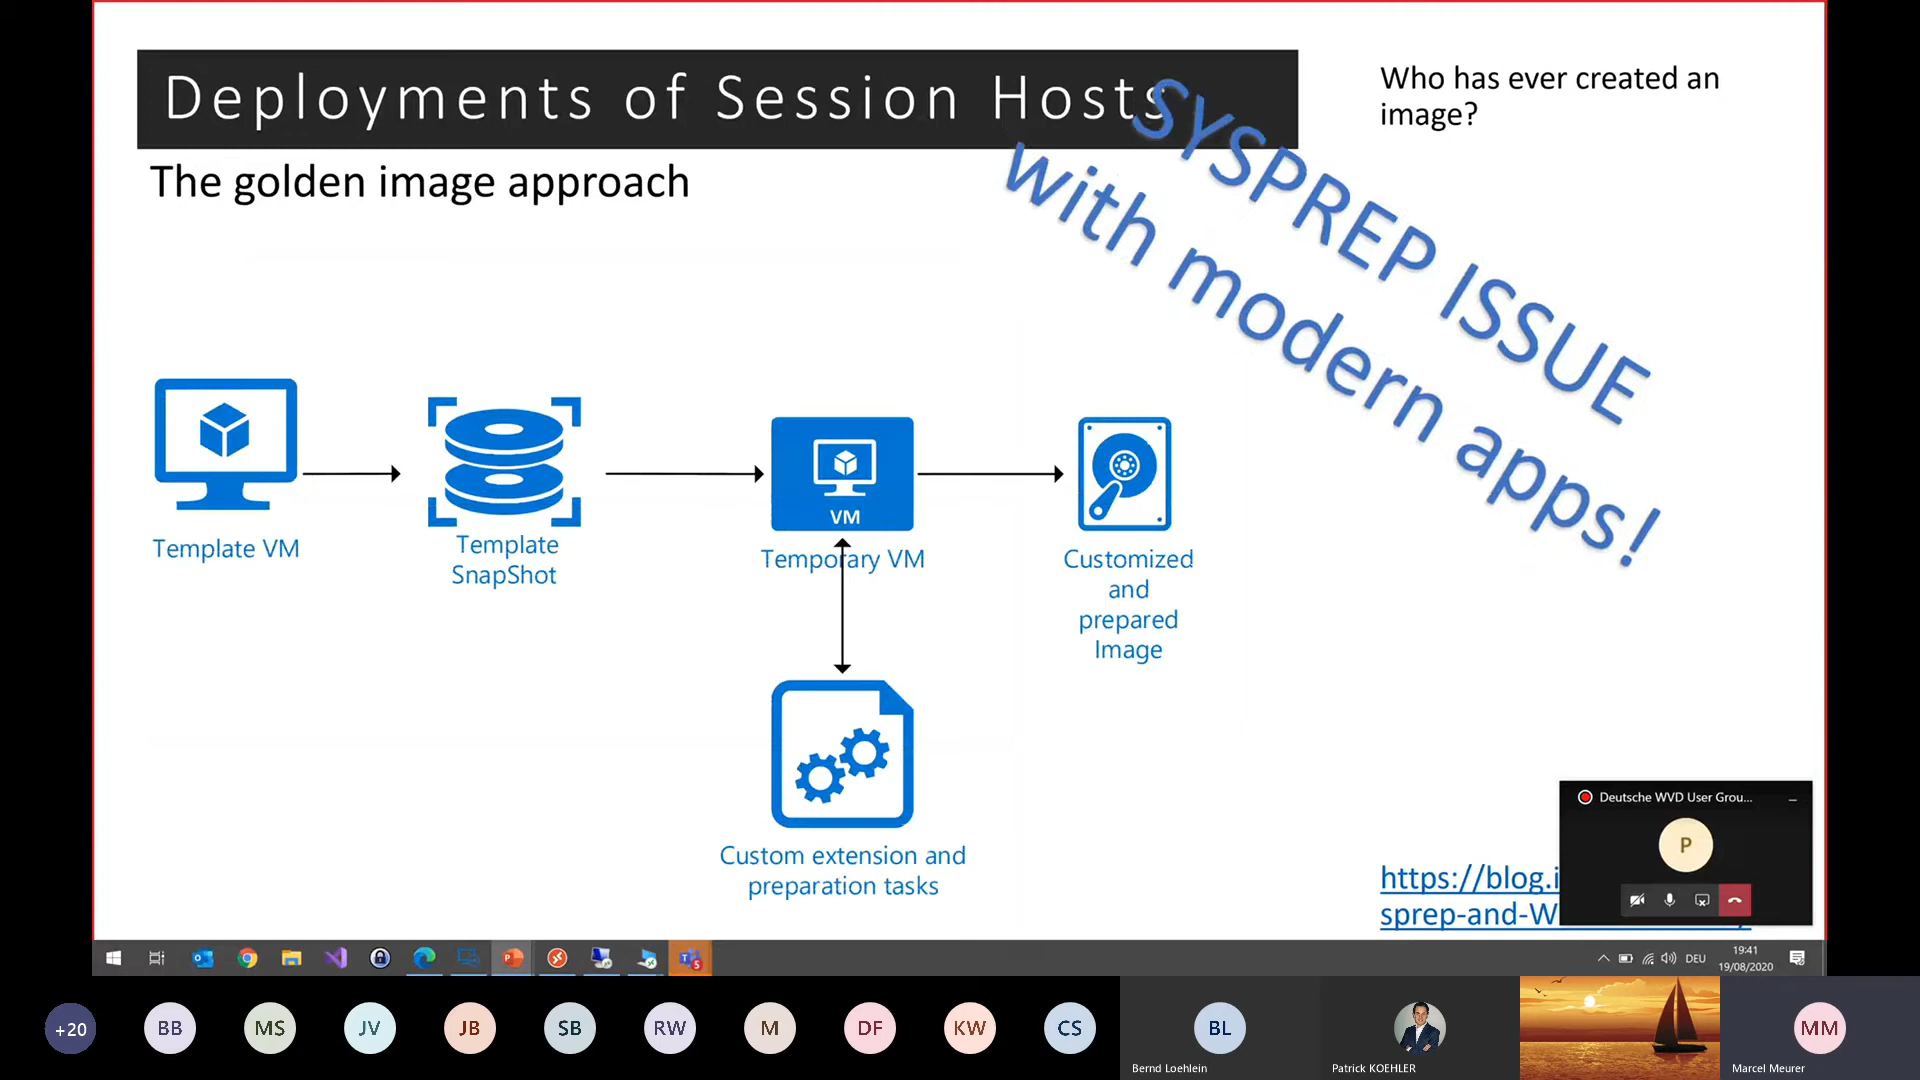 Deployments of Session Hosts
Who has ever created an
image?
The golden image approach
SYSPREP ISSUE
with modern apps!
Template VM
Template
SnapShot
VM
Temporary VM
Customized
and
prepared
Image
Custom extension and
preparation tasks
Deutsche WVD User Grou...
P
https://blog.i
sprep-and-W
DEU
19:41
19/08/2020
+20
BB
MS
JV
JB
SB
RW
M
DF
KW
CS
BL
Bernd Loehlein
Patrick KOEHLER
MM
Marcel Meurer